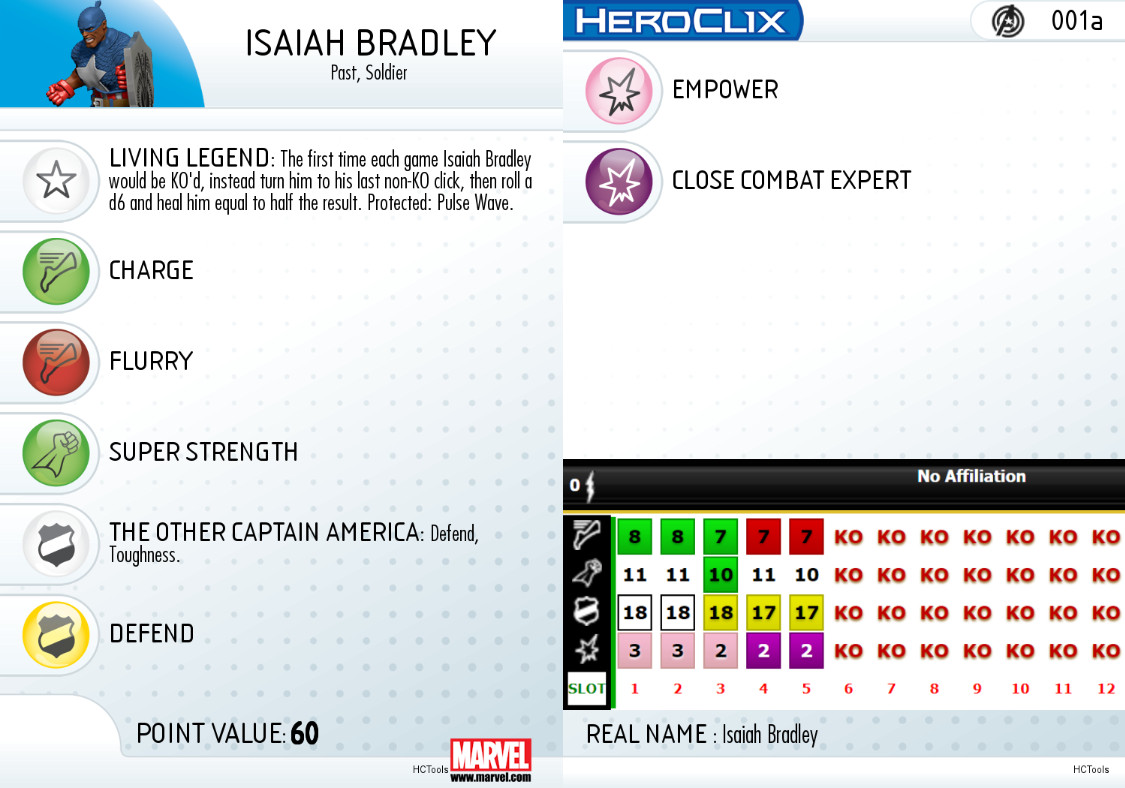 ISAIAH BRADLEY
Past, Soldier
LIVING LEGEND: The first time each game Isaiah Bradley
would be KO'd, instead turn him to his last non-KO click, then roll a
d6 and heal him equal to half the result. Protected: Pulse Wave.
CHARGE
FLURRY
SUPER STRENGTH
THE OTHER CAPTAIN AMERICA: Defend,
Toughness.
DEFEND
POINT VALUE: 60
HCTools
MARVEL
www.marvel.com
HEROCLIX
001a
EMPOWER
CLOSE COMBAT EXPERT
0 No Affiliation
8 8 7 7 7 KO KO KO KO KO KO KO
11 11 10 11 10 KO KO KO KO KO KO KO
18 18 18 17 17 KO KO KO KO KO KO KO
3 3 2 2 2 KO KO KO KO KO KO KO
SLOT 1 2 3 4 5 6 7 8 9 10 11 12
REAL NAME : Isaiah Bradley
HCTools